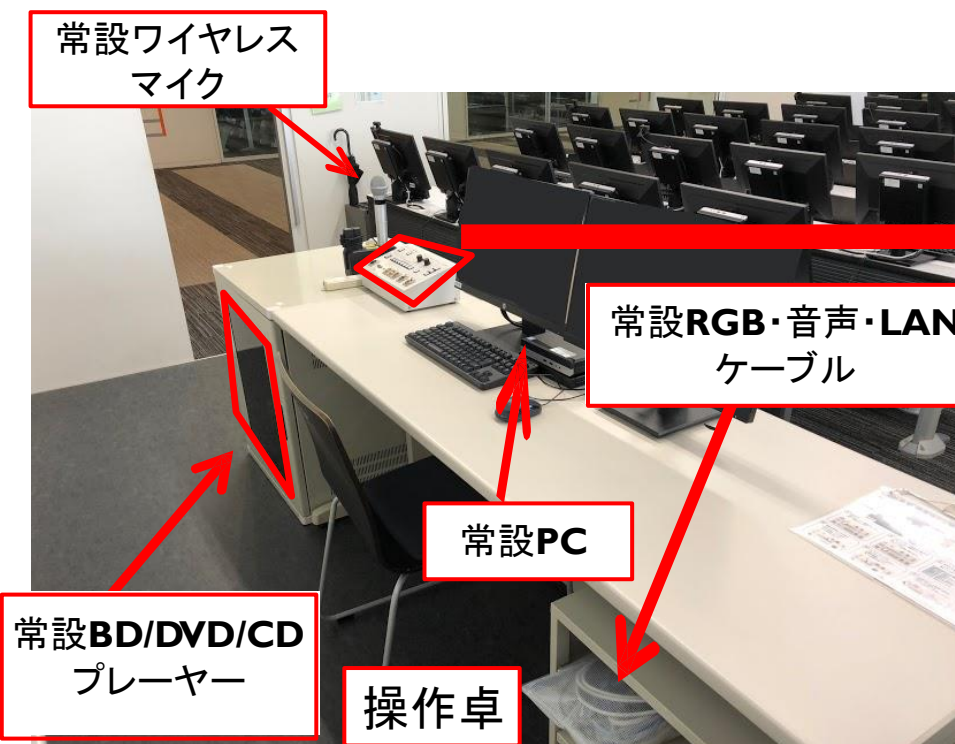 常設ワイヤレス
マイク
常設RGB・音声・LAN
ケーブル
常設PC
常設BD/DVD/CD
プレーヤー
操作卓